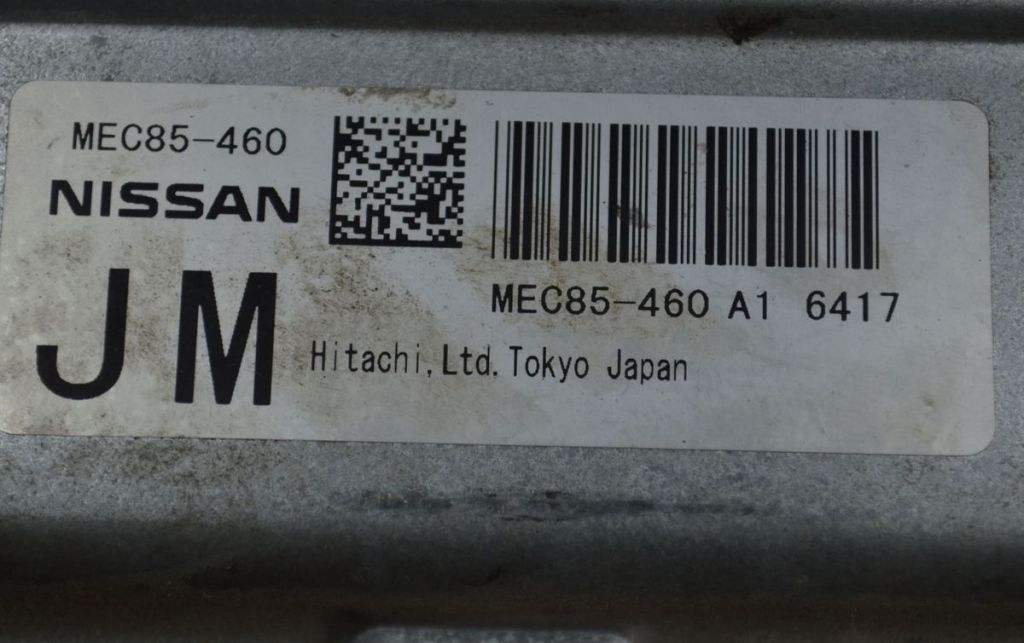 MEC85-460
NISSAN
JM
MEC85-460 A1 6417
Hitachi, Ltd. Tokyo Japan